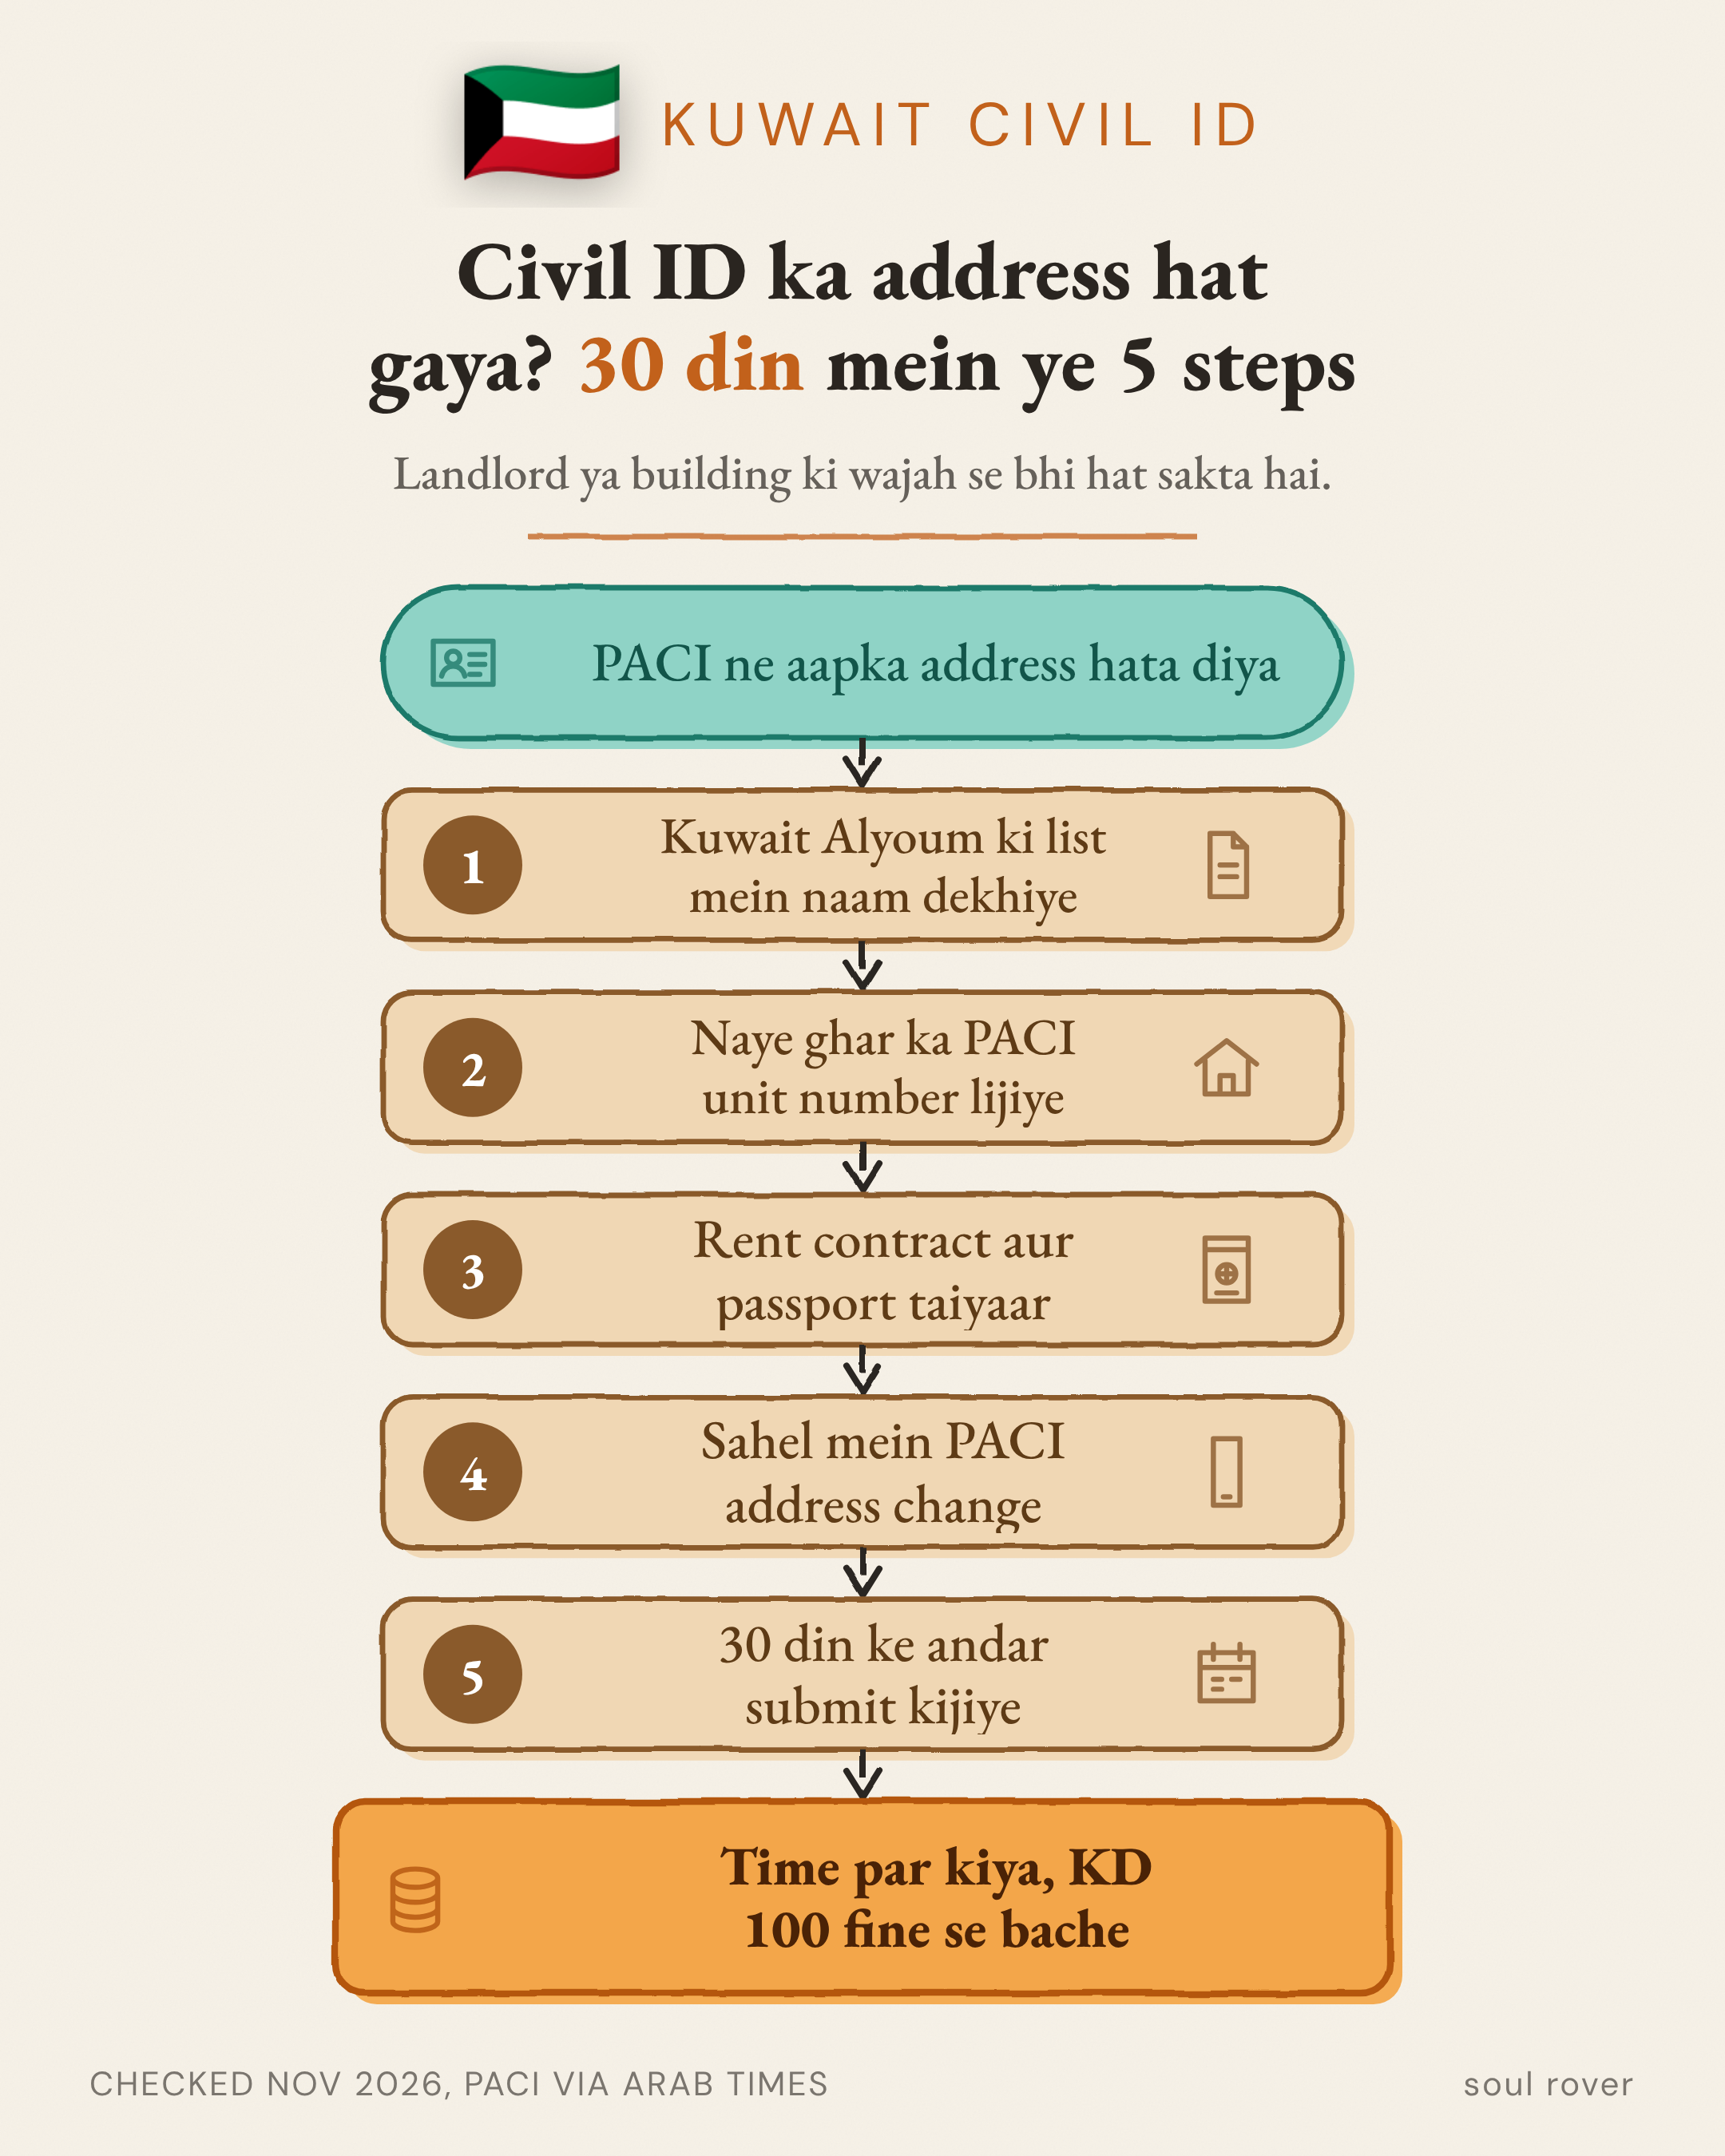 KUWAIT CIVIL ID
Civil ID ka address hat
gaya? 30 din mein ye 5 steps
Landlord ya building ki wajah se bhi hat sakta hai.
PACI ne aapka address hata diya
1
Kuwait Alyoum ki list
mein naam dekhiye
2
Naye ghar ka PACI
unit number lijiye
3
Rent contract aur
passport taiyaar
4
Sahel mein PACI
address change
5
30 din ke andar
submit kijiye
Time par kiya, KD
100 fine se bache
CHECKED NOV 2026, PACI VIA ARAB TIMES
soul rover